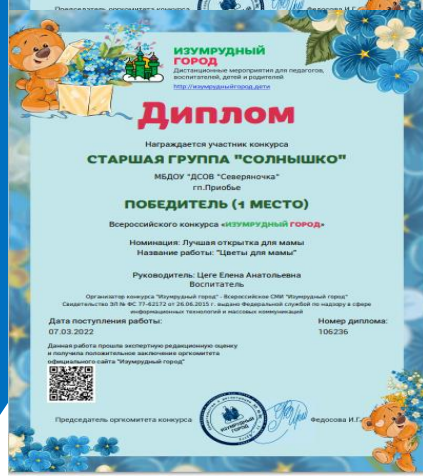 Председатель оргкомитета конкурса
Федосова И.Г.
ИЗУМРУДНЫЙ
ГОРОД
Дистанционные мероприятия для педагогов,
воспитателей, детей и родителей
http://изумрудныйгород.дети
Диплом
Награждается участник конкурса
СТАРШАЯ ГРУППА "СОЛНЫШКО"
МБДОУ "ДСОВ "Северяночка"
гп.Приобье
ПОБЕДИТЕЛЬ (1 МЕСТО)
Всероссийского конкурса «ИЗУМРУДНЫЙ ГОРОД»
Номинация: Лучшая открытка для мамы
Название работы: "Цветы для мамы"
Руководитель: Цеге Елена Анатольевна
Воспитатель
Организатор конкурса "Изумрудный город" - Всероссийское СМИ "Изумрудный город"
Свидетельство ЭЛ № ФС 77-62172 от 26.06.2015 г. выдано Федеральной службой по надзору в сфере
информационных технологий и массовых коммуникаций
Дата поступления работы:
07.03.2022
Номер диплома:
106236
Данная работа прошла экспертную редакционную оценку
и получила положительное заключение оргкомитета
официального сайта "Изумрудный город"
Председатель оргкомитета конкурса
ИЗУМРУДНЫЙ
ГОРОД
Федосова И.Г.